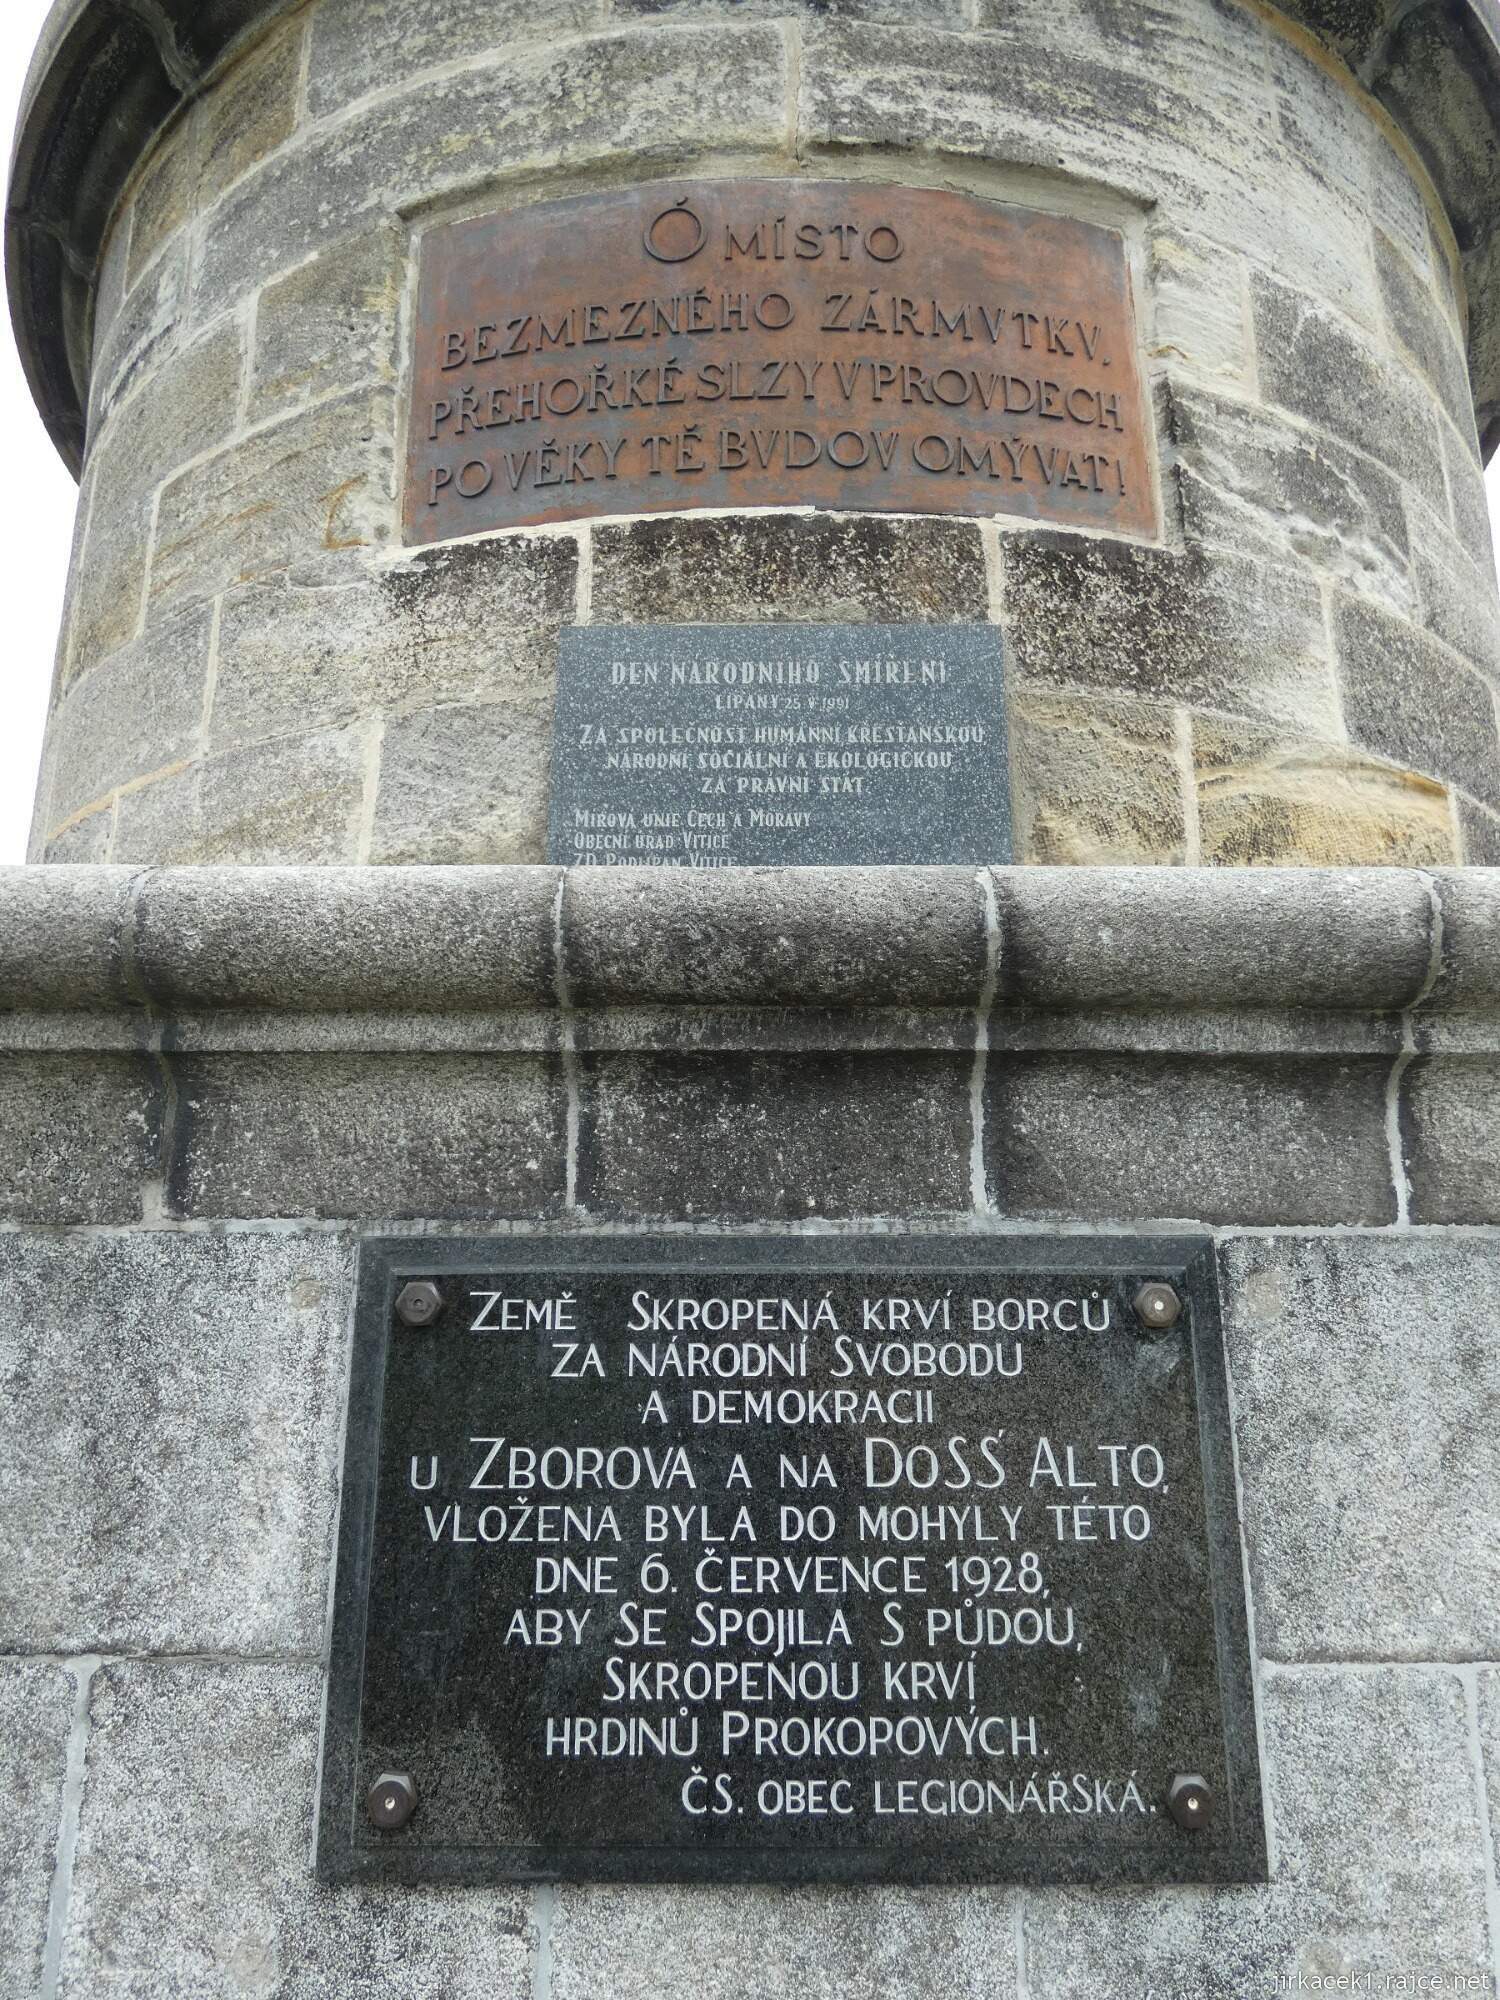 Ó MÍSTO
BEZMEZNÉHO ZÁRMVTKV,
PŘEHOŘKÉ SLZY V PROVDECH
PO VĚKY TĚ BVDOV OMÝVAT!
DEN NÁRODNÍHO SMÍŘENÍ
LIPANY 25 V 1991
ZA SPOLEČNOST HUMÁNNÍ KŘESŤANSKOU
NÁRODNÍ, SOCIÁLNÍ A EKOLOGICKOU
ZA PRÁVNÍ STÁT.
MÍROVÁ UNIE ČECH A MORAVY
OBECNÍ ÚŘAD VITICE
ZD PODLIPAN VITICE
ZEMĚ SKROPENÁ KRVÍ BORCŮ
ZA NÁRODNÍ SVOBODU
A DEMOKRACII
U ZBOROVA A NA DOSS ALTO,
VLOŽENA BYLA DO MOHYLY TÉTO
DNE 6. ČERVENCE 1928,
ABY SE SPOJILA S PŮDOU,
SKROPENOU KRVÍ
HRDINŮ PROKOPOVÝCH.
ČS. OBEC LEGIONÁŘSKÁ.
jirkacek1.rajce.net